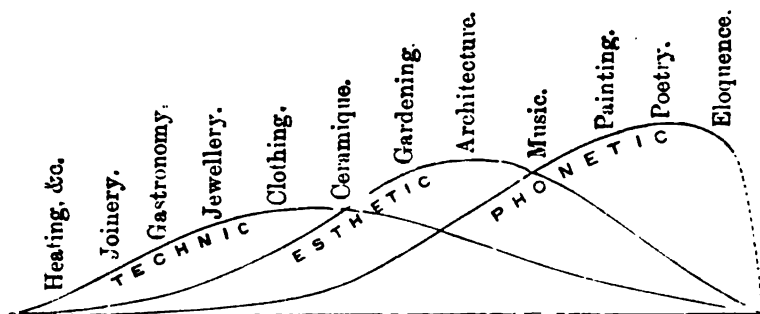 Heating, &c.
Joinery.
Gastronomy.
Jewellery.
Clothing.
Ceramique.
Gardening.
Architecture.
Music.
Painting.
Poetry.
Eloquence.
TECHNIC
ESTHETIC
PHONETIC